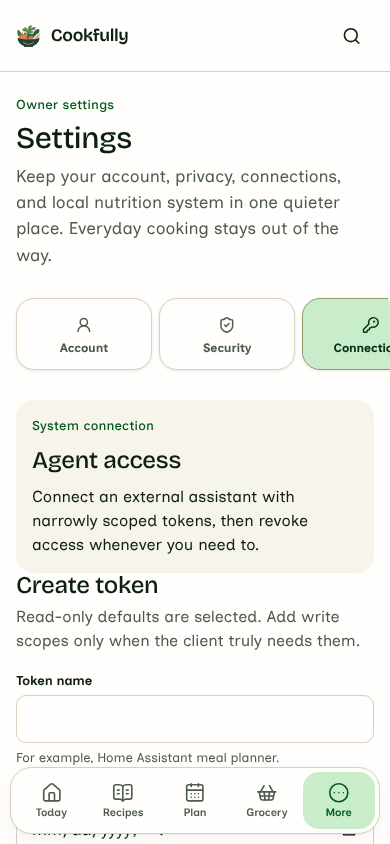 Cookfully
Owner settings
Settings
Keep your account, privacy, connections,
and local nutrition system in one quieter
place. Everyday cooking stays out of the
way.
Account
Security
Connectio
System connection
Agent access
Connect an external assistant with
narrowly scoped tokens, then revoke
access whenever you need to.
Create token
Read-only defaults are selected. Add write
scopes only when the client truly needs them.
Token name
For example, Home Assistant meal planner.
Today
Recipes
Plan
Grocery
More